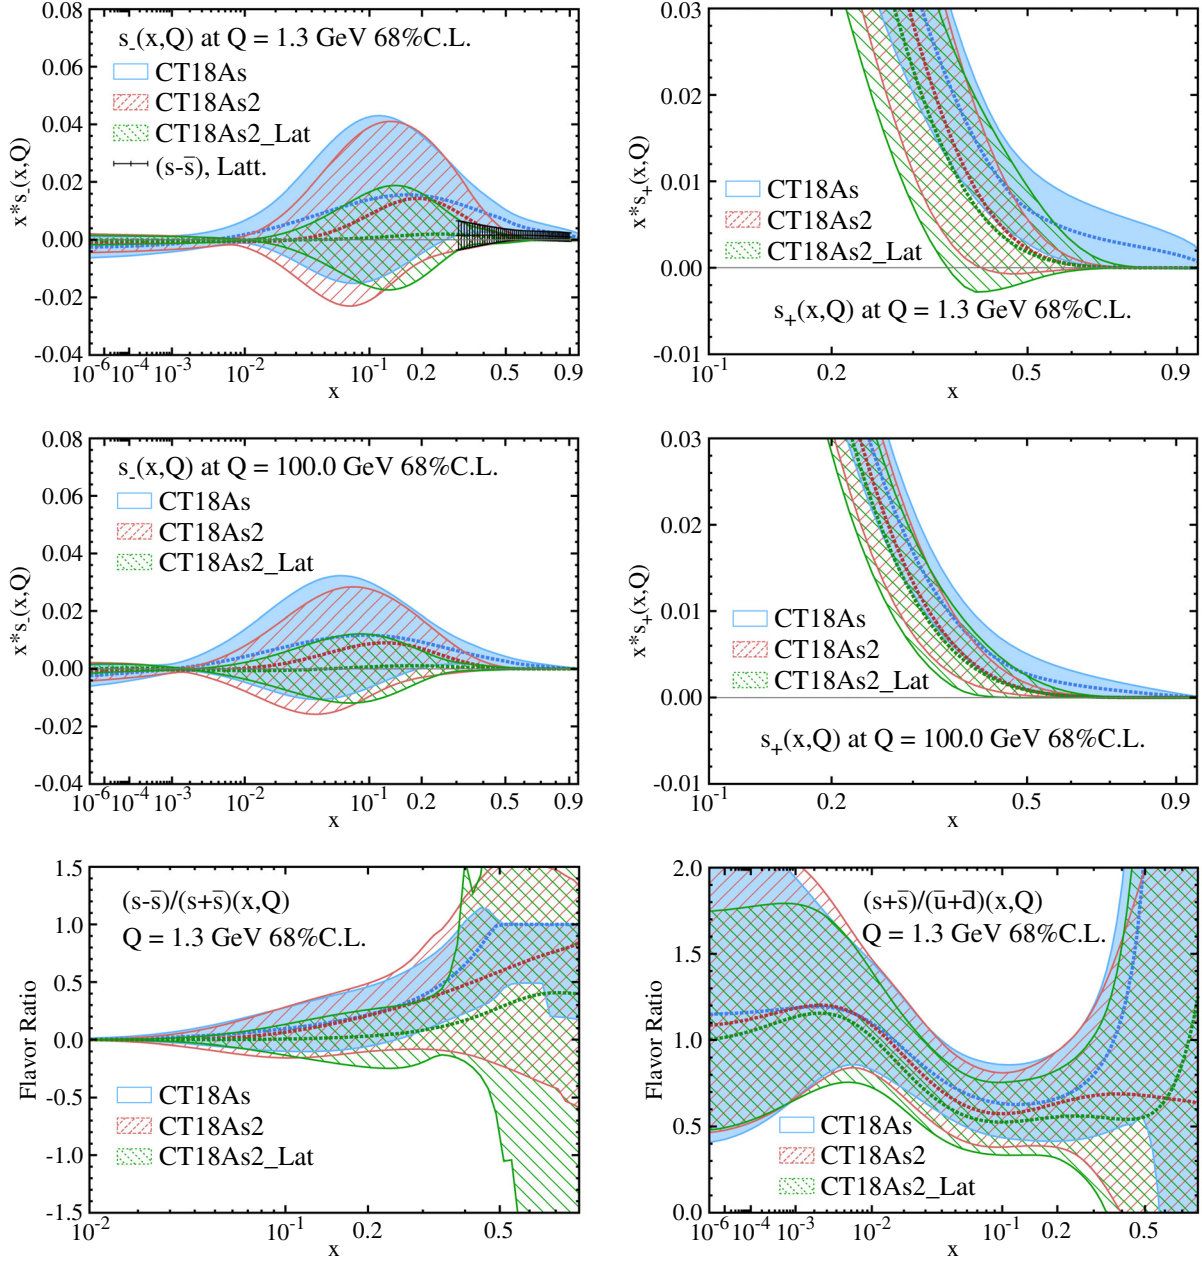 0.08
0.06
0.04
0.02
0.00
-0.02
-0.04
x*s₋(x,Q)
s₋(x,Q) at Q = 1.3 GeV 68%C.L.
CT18As
CT18As2
CT18As2_Lat
(s-s̄), Latt.
10⁻⁶ 10⁻⁴ 10⁻³ 10⁻² 10⁻¹ 0.2 0.5 0.9
x
0.03
0.02
0.01
0.00
-0.01
x*s₊(x,Q)
CT18As
CT18As2
CT18As2_Lat
s₊(x,Q) at Q = 1.3 GeV 68%C.L.
10⁻¹ 0.2 0.5 0.9
x
0.08
0.06
0.04
0.02
0.00
-0.02
-0.04
x*s₋(x,Q)
s₋(x,Q) at Q = 100.0 GeV 68%C.L.
CT18As
CT18As2
CT18As2_Lat
10⁻⁶ 10⁻⁴ 10⁻³ 10⁻² 10⁻¹ 0.2 0.5 0.9
x
0.03
0.02
0.01
0.00
-0.01
x*s₊(x,Q)
CT18As
CT18As2
CT18As2_Lat
s₊(x,Q) at Q = 100.0 GeV 68%C.L.
10⁻¹ 0.2 0.5 0.9
x
1.5
1.0
0.5
0.0
-0.5
-1.0
-1.5
Flavor Ratio
(s-s̄)/(s+s̄)(x,Q)
Q = 1.3 GeV 68%C.L.
CT18As
CT18As2
CT18As2_Lat
10⁻² 10⁻¹ 0.2 0.5
x
2.0
1.5
1.0
0.5
0.0
Flavor Ratio
(s+s̄)/(ū+d̄)(x,Q)
Q = 1.3 GeV 68%C.L.
CT18As
CT18As2
CT18As2_Lat
10⁻⁶ 10⁻⁴ 10⁻³ 10⁻² 10⁻¹ 0.2 0.5
x